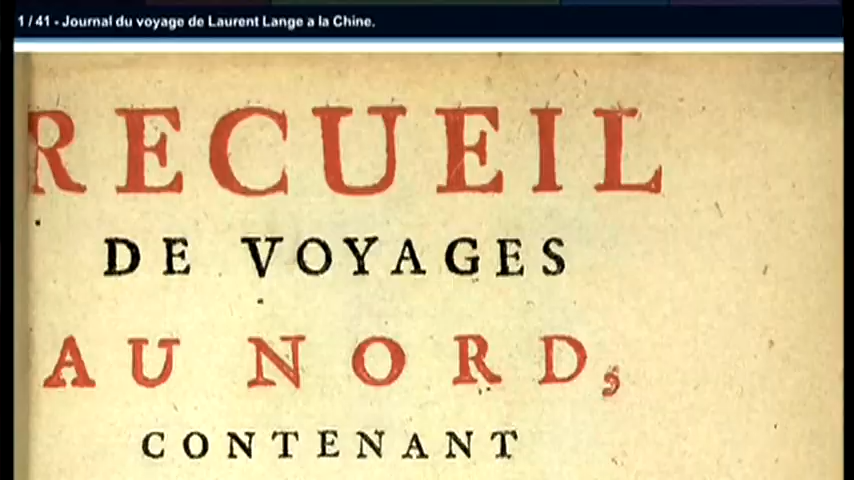 1 / 41 - Journal du voyage de Laurent Lange a la Chine.
RECUEIL
DE VOYAGES
AU NORD,
CONTENANT